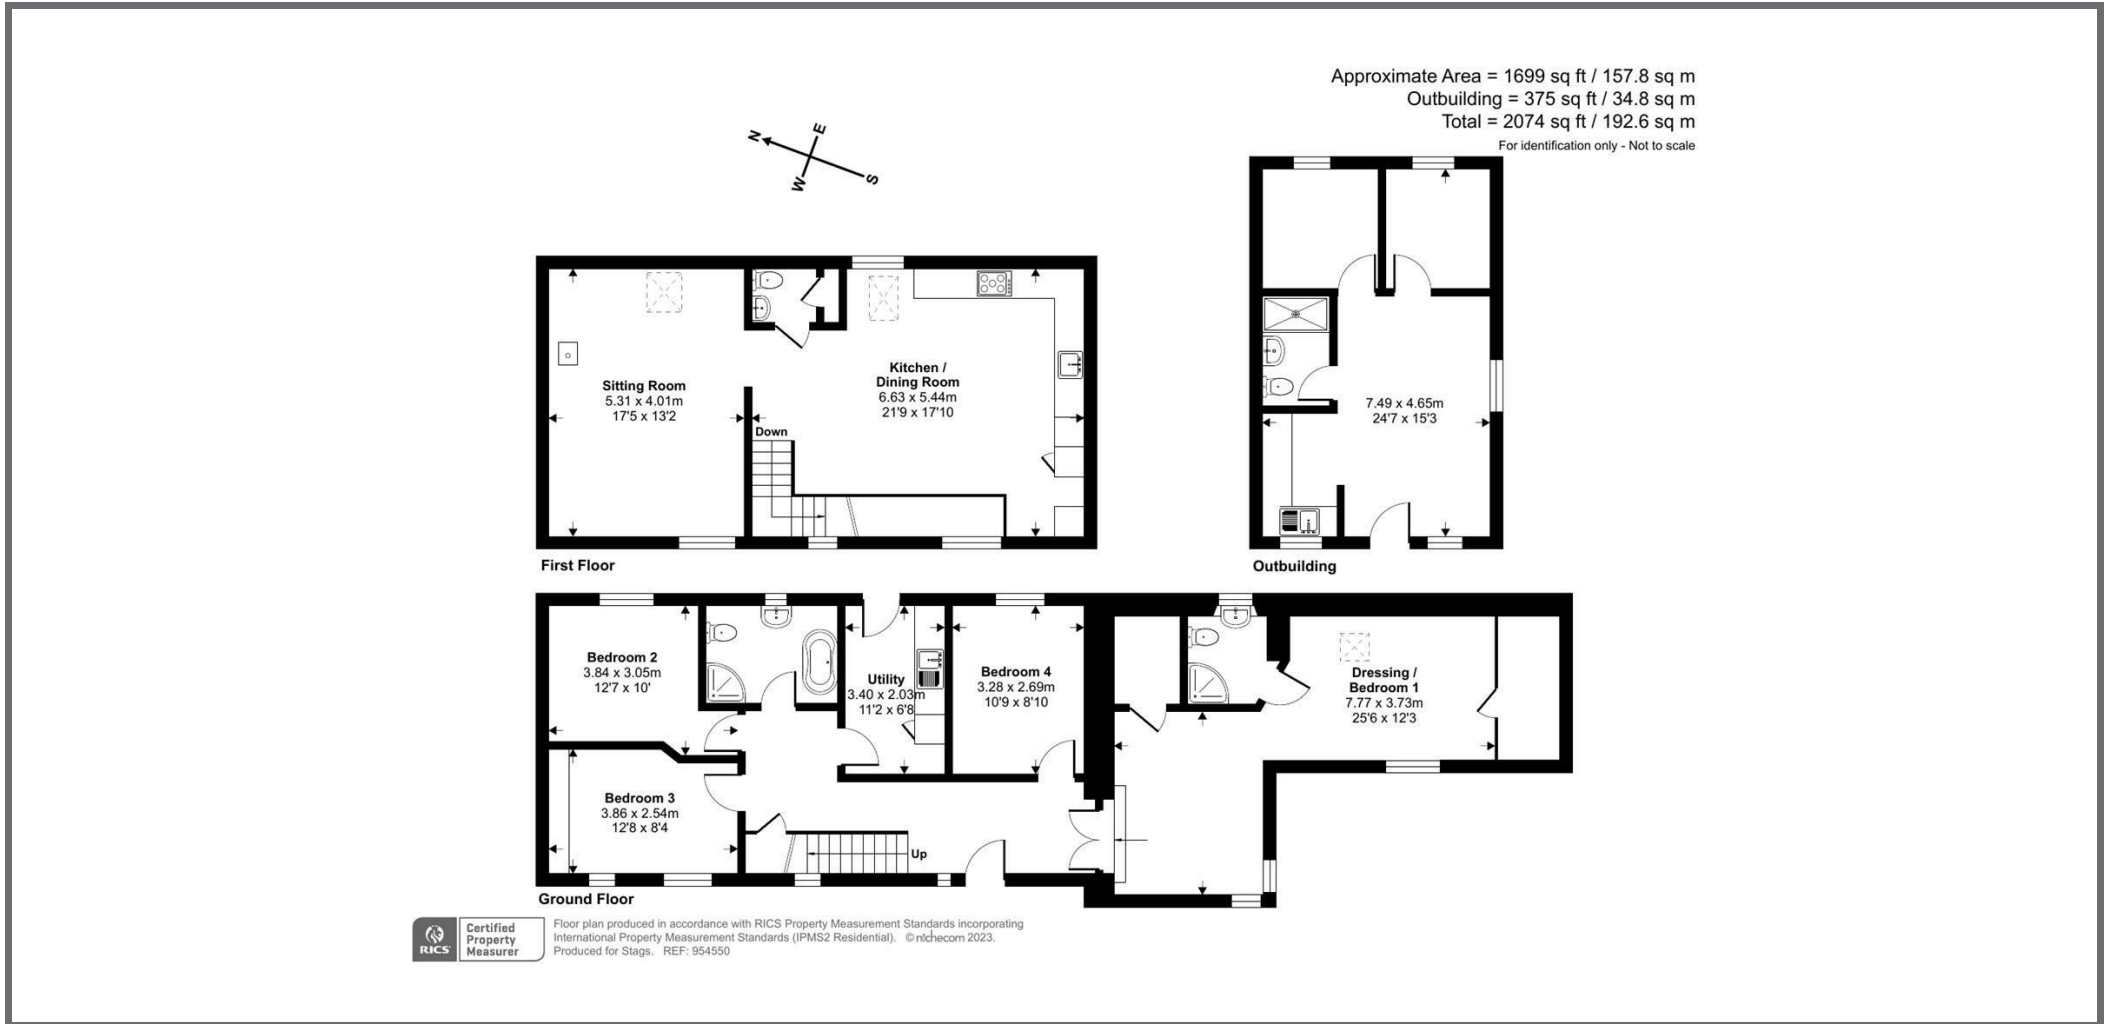 Approximate Area = 1699 sq ft / 157.8 sq m
Outbuilding = 375 sq ft / 34.8 sq m
Total = 2074 sq ft / 192.6 sq m
For identification only - Not to scale
N
E
W
S
Sitting Room
5.31 x 4.01m
17'5 x 13'2
Kitchen /
Dining Room
6.63 x 5.44m
21'9 x 17'10
Down
First Floor
7.49 x 4.65m
24'7 x 15'3
Outbuilding
Bedroom 2
3.84 x 3.05m
12'7 x 10'
Utility
3.40 x 2.03m
11'2 x 6'8
Bedroom 4
3.28 x 2.69m
10'9 x 8'10
Dressing /
Bedroom 1
7.77 x 3.73m
25'6 x 12'3
Bedroom 3
3.86 x 2.54m
12'8 x 8'4
Up
Ground Floor
RICS
Certified
Property
Measurer
Floor plan produced in accordance with RICS Property Measurement Standards incorporating
International Property Measurement Standards (IPMS2 Residential). © nichecom 2023.
Produced for Stags. REF: 954550